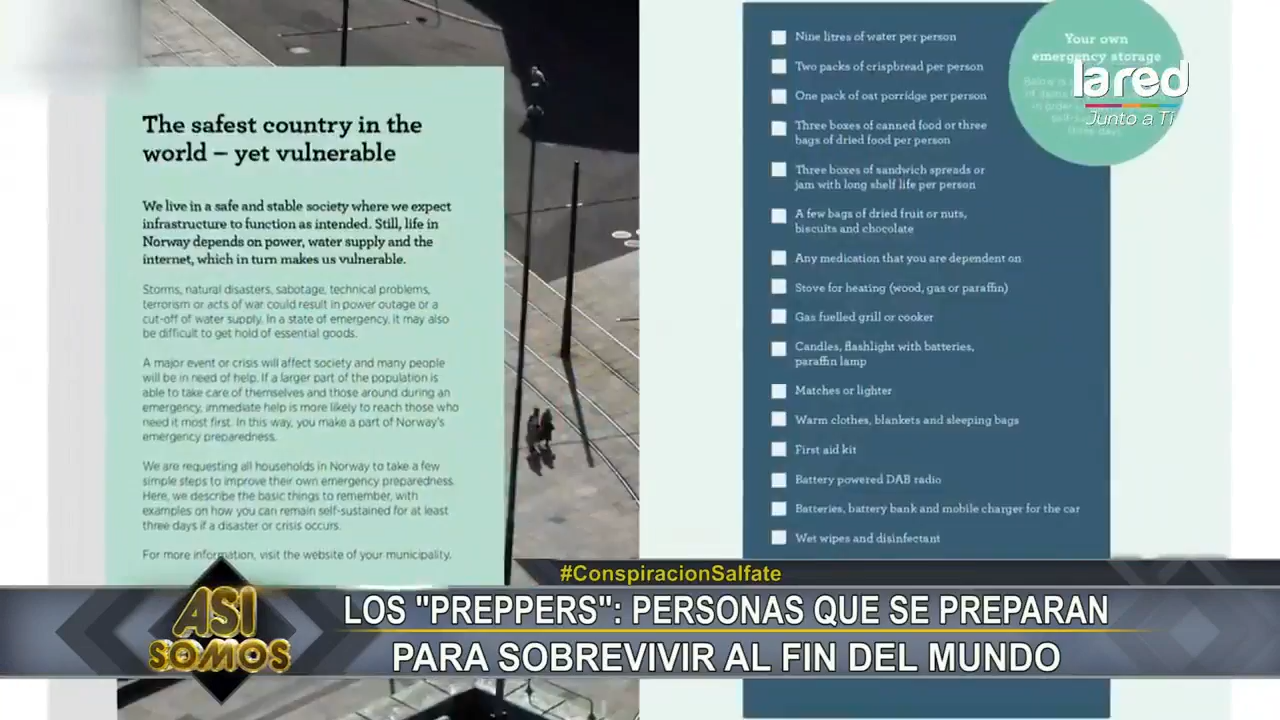 The safest country in the
world – yet vulnerable
We live in a safe and stable society where we expect
infrastructure to function as intended. Still, life in
Norway depends on power, water supply and the
internet, which in turn makes us vulnerable.
Storms, natural disasters, sabotage, technical problems,
terrorism or acts of war could result in power outage or a
cut-off of water supply. In a state of emergency, it may also
be difficult to get hold of essential goods.
A major event or crisis will affect society and many people
will be in need of help. If a larger part of the population is
able to take care of themselves and those around during an
emergency, immediate help is more likely to reach those who
need it most first. In this way, you make a part of Norway's
emergency preparedness.
We are requesting all households in Norway to take a few
simple steps to improve their own emergency preparedness.
Here, we describe the basic things to remember, with
examples on how you can remain self-sustained for at least
three days if a disaster or crisis occurs.
For more information, visit the website of your municipality.
Nine litres of water per person
Two packs of crispbread per person
One pack of oat porridge per person
Three boxes of canned food or three
bags of dried food per person
Three boxes of sandwich spreads or
jam with long shelf life per person
A few bags of dried fruit or nuts,
biscuits and chocolate
Any medication that you are dependent on
Stove for heating (wood, gas or paraffin)
Gas fuelled grill or cooker
Candles, flashlight with batteries,
paraffin lamp
Matches or lighter
Warm clothes, blankets and sleeping bags
First aid kit
Battery powered DAB radio
Batteries, battery bank and mobile charger for the car
Wet wipes and disinfectant
Your own
emergency storage
three days
lared
Junto a Ti
#ConspiracionSalfate
ASI
SOMOS
LOS "PREPPERS": PERSONAS QUE SE PREPARAN
PARA SOBREVIVIR AL FIN DEL MUNDO